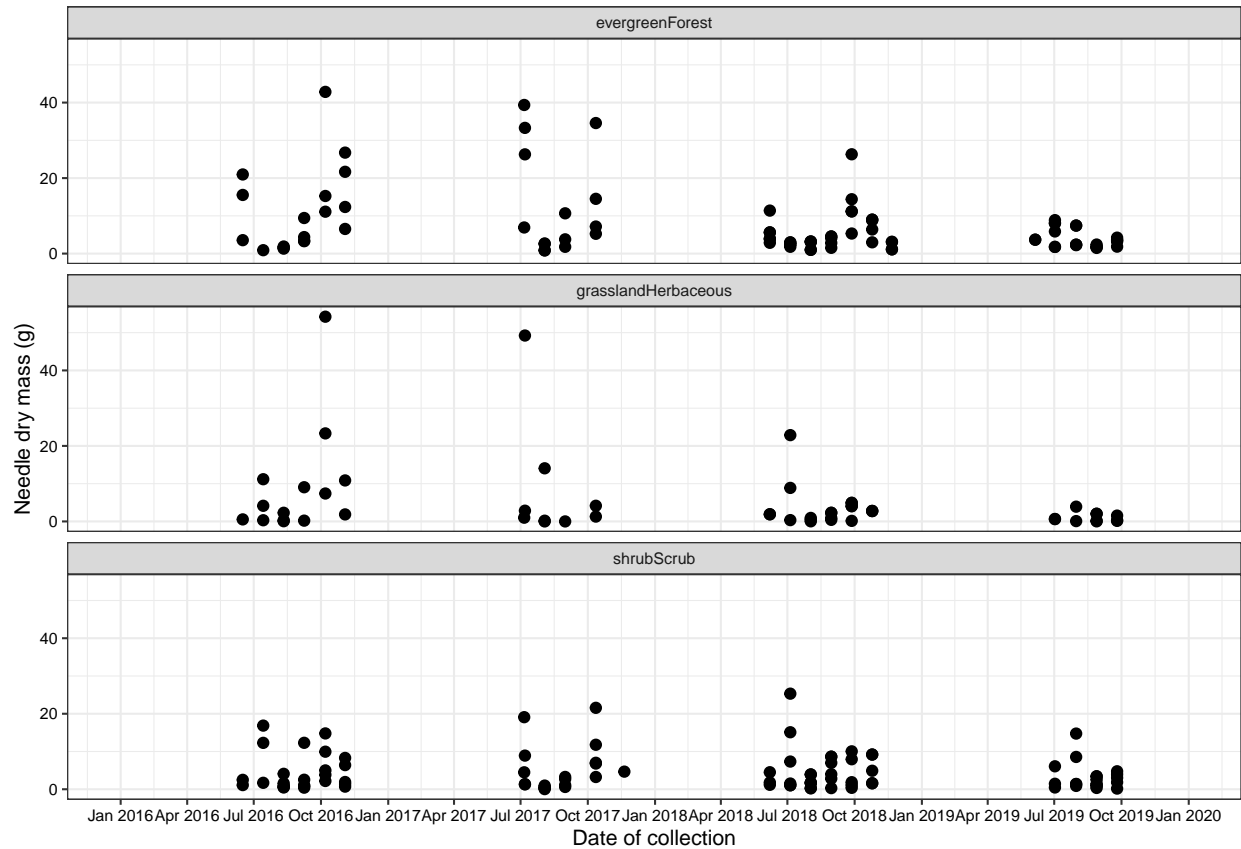 evergreenForest
40
20
0
grasslandHerbaceous
40
20
0
shrubScrub
40
20
0
Needle dry mass (g)
Jan 2016 Apr 2016 Jul 2016 Oct 2016 Jan 2017 Apr 2017 Jul 2017 Oct 2017 Jan 2018 Apr 2018 Jul 2018 Oct 2018 Jan 2019 Apr 2019 Jul 2019 Oct 2019 Jan 2020
Date of collection